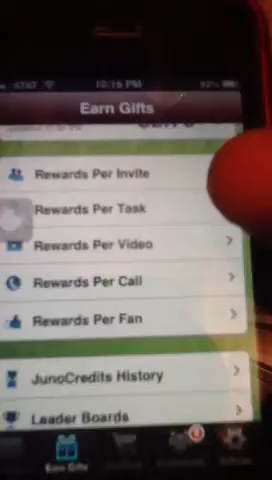 AT&T 10:16 PM 92%
Earn Gifts
Rewards Per Invite
Rewards Per Task
Rewards Per Video
Rewards Per Call
Rewards Per Fan
JunoCredits History
Leader Boards
Earn Gifts